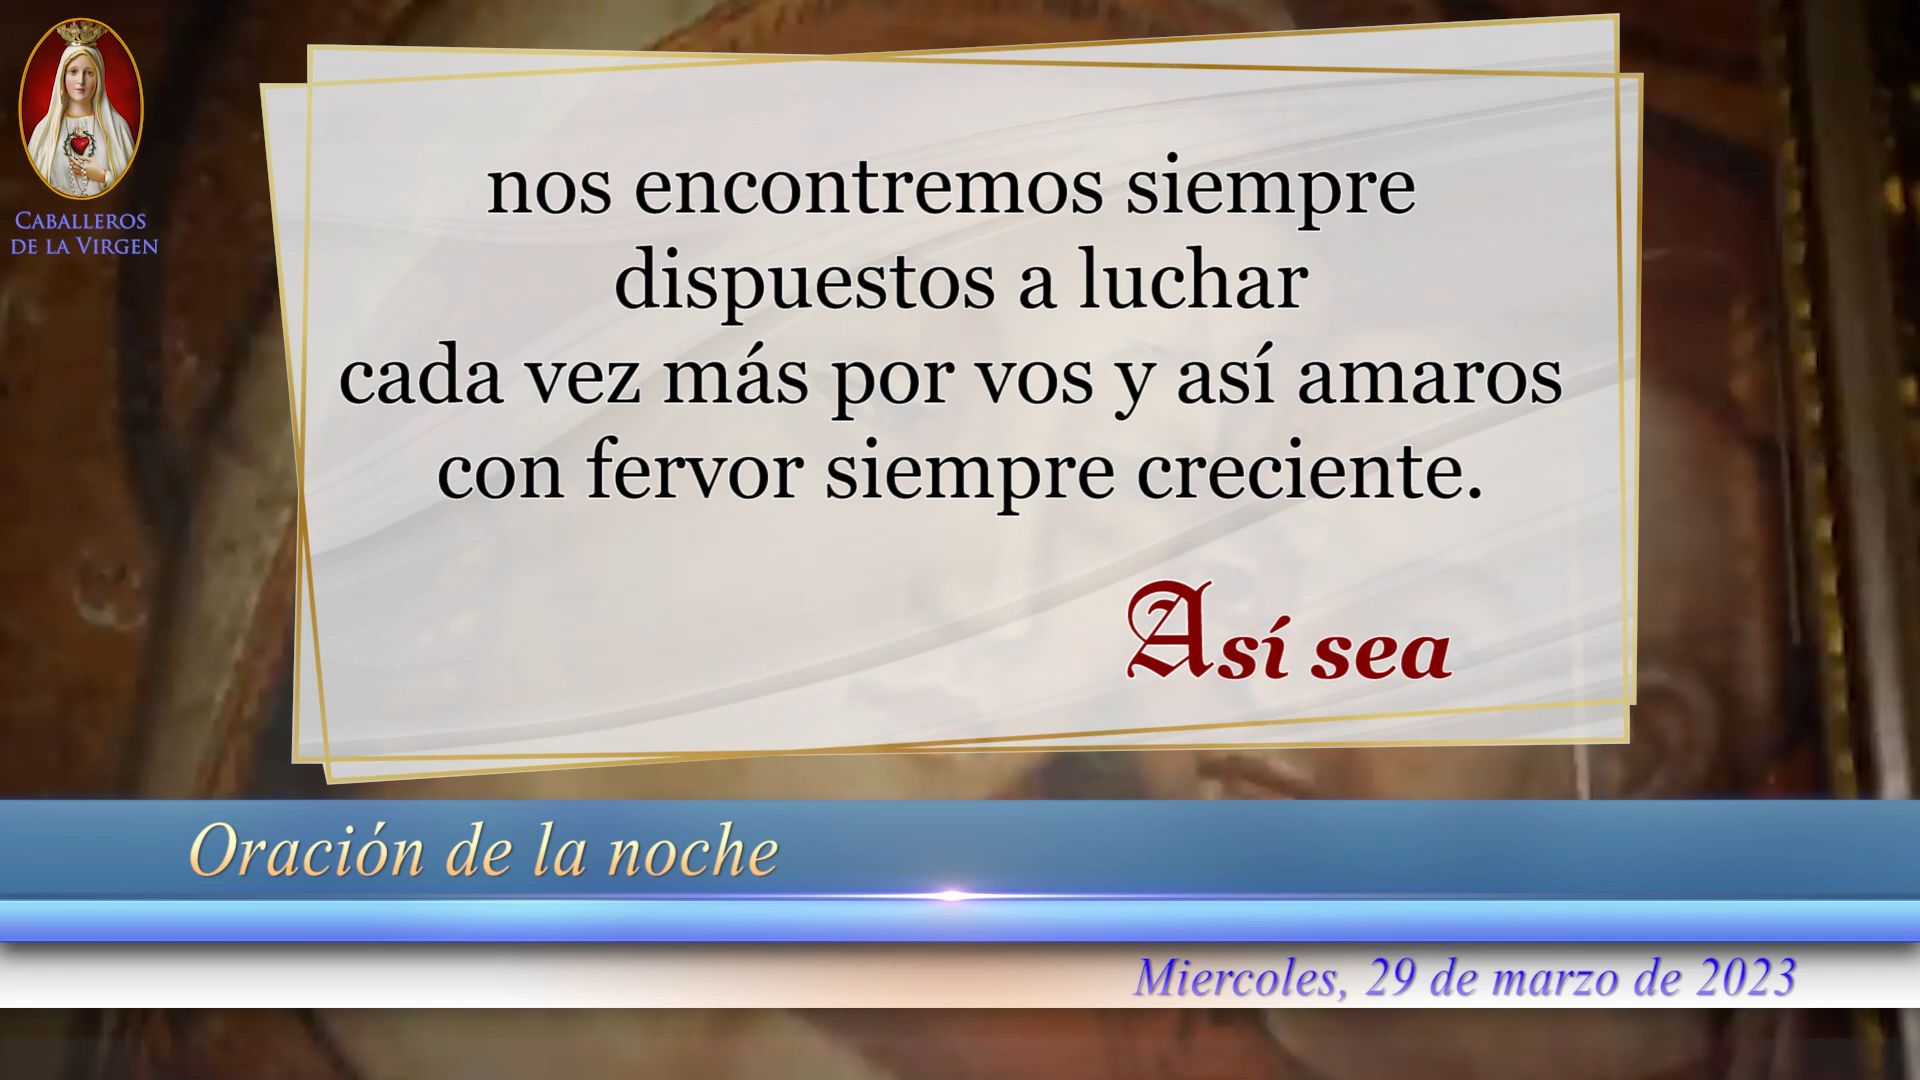 CABALLEROS
DE LA VIRGEN
nos encontremos siempre
dispuestos a luchar
cada vez más por vos y así amaros
con fervor siempre creciente.
Así sea
Oración de la noche
Miercoles, 29 de marzo de 2023